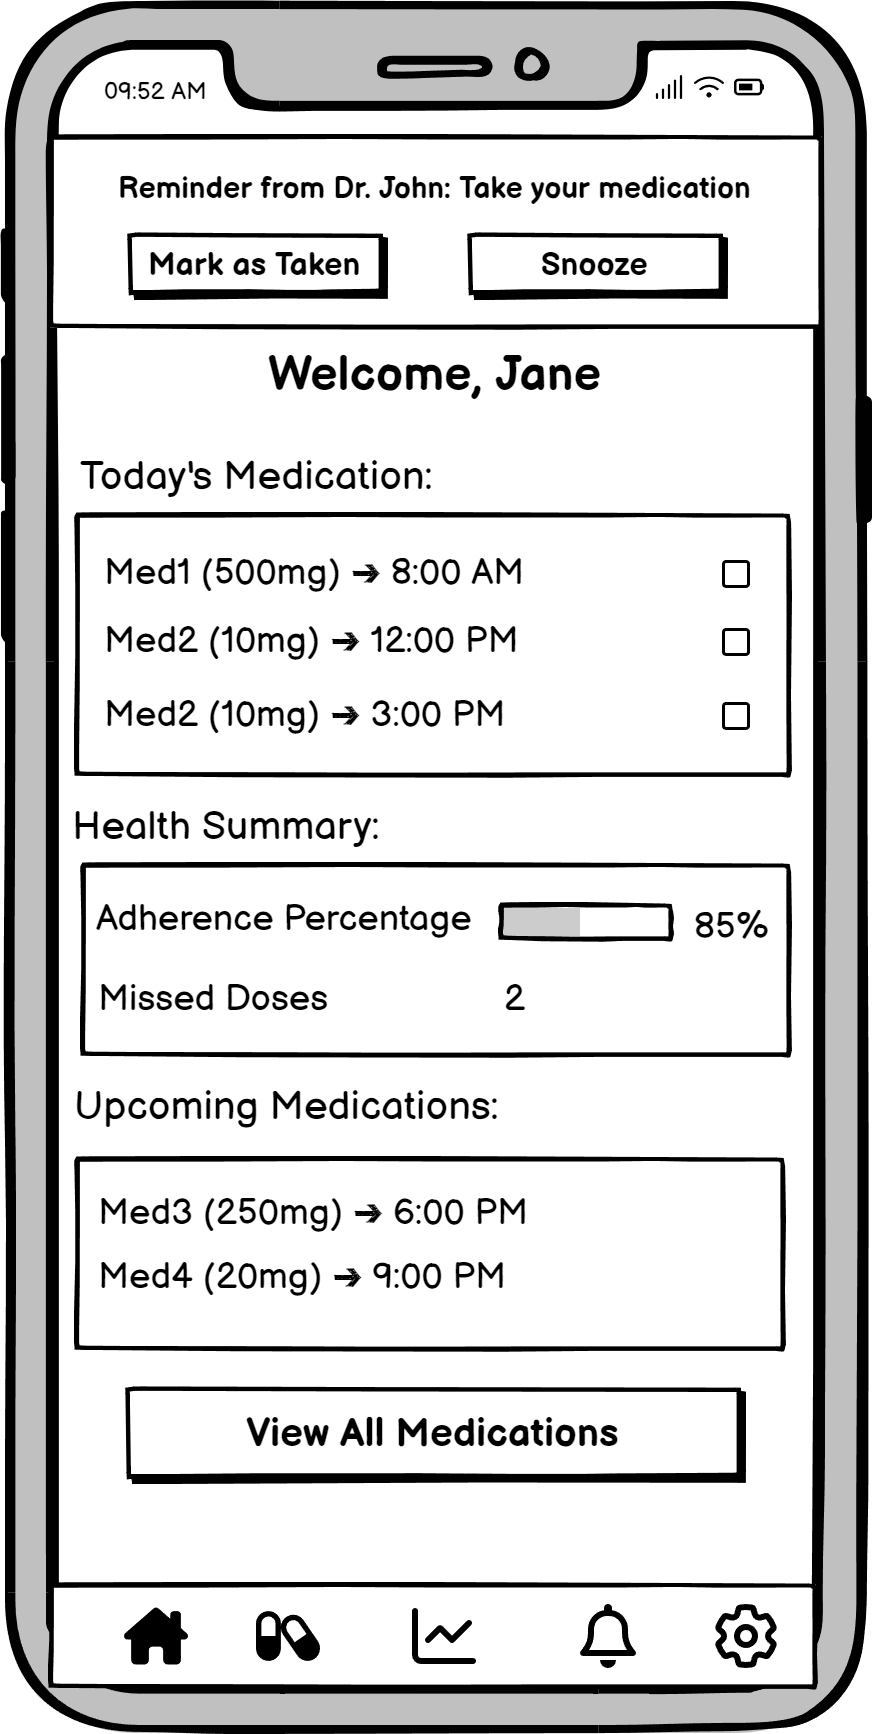 09:52 AM
Reminder from Dr. John: Take your medication
Mark as Taken
Snooze
Welcome, Jane
Today's Medication:
Med1 (500mg) → 8:00 AM
Med2 (10mg) → 12:00 PM
Med2 (10mg) → 3:00 PM
Health Summary:
Adherence Percentage 85%
Missed Doses 2
Upcoming Medications:
Med3 (250mg) → 6:00 PM
Med4 (20mg) → 9:00 PM
View All Medications